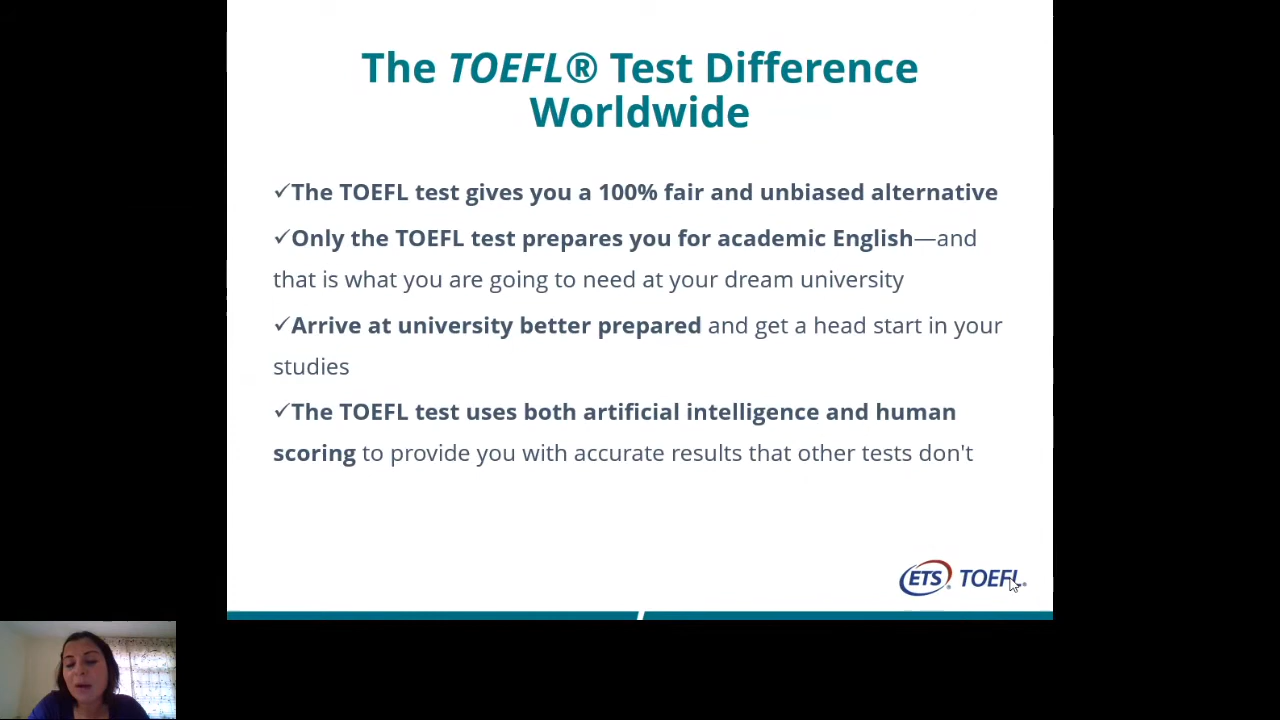 The TOEFL® Test Difference
Worldwide
✓The TOEFL test gives you a 100% fair and unbiased alternative
✓Only the TOEFL test prepares you for academic English—and
that is what you are going to need at your dream university
✓Arrive at university better prepared and get a head start in your
studies
✓The TOEFL test uses both artificial intelligence and human
scoring to provide you with accurate results that other tests don't
ETS® TOEFL®